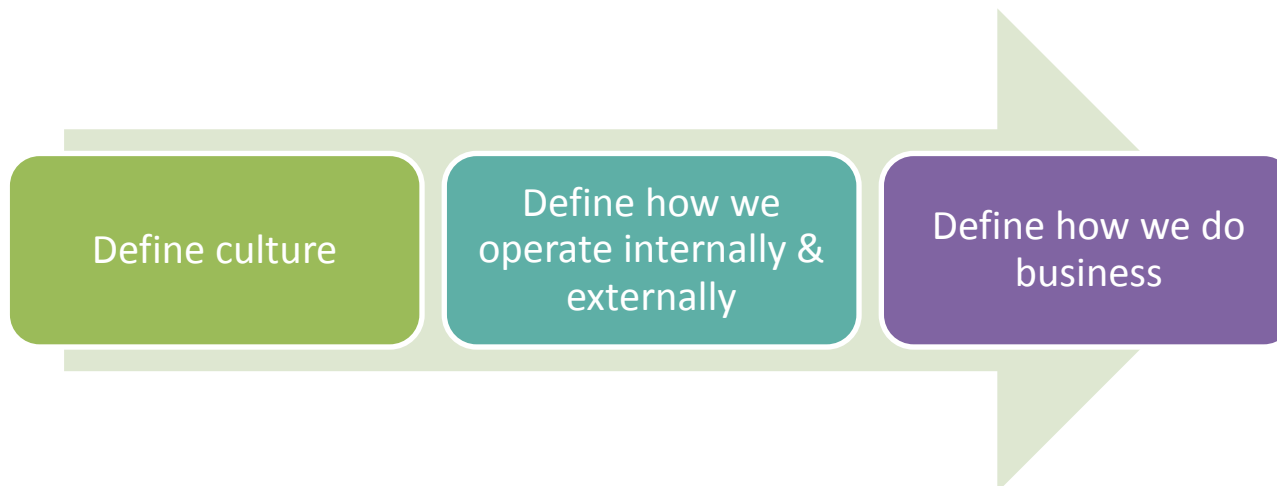 Define culture
Define how we
operate internally &
externally
Define how we do
business